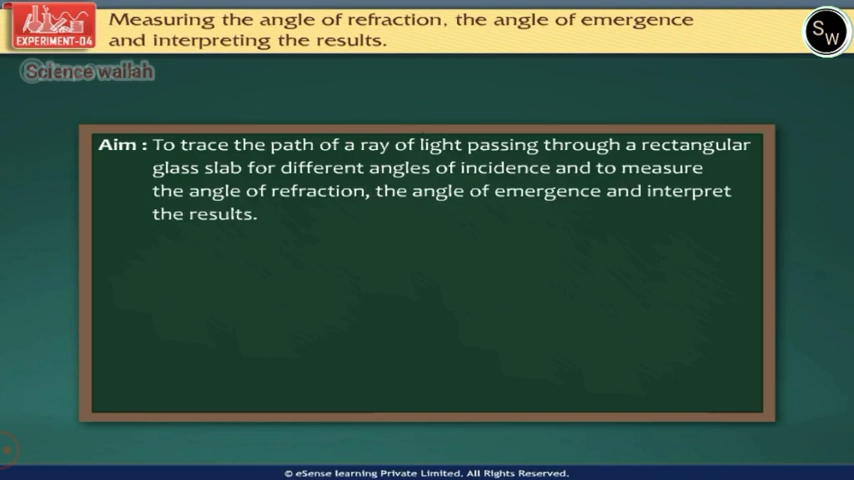 Measuring the angle of refraction, the angle of emergence
and interpreting the results.
EXPERIMENT-04
SW
Science wallah
Aim : To trace the path of a ray of light passing through a rectangular
glass slab for different angles of incidence and to measure
the angle of refraction, the angle of emergence and interpret
the results.
© eSense learning Private Limited. All Rights Reserved.